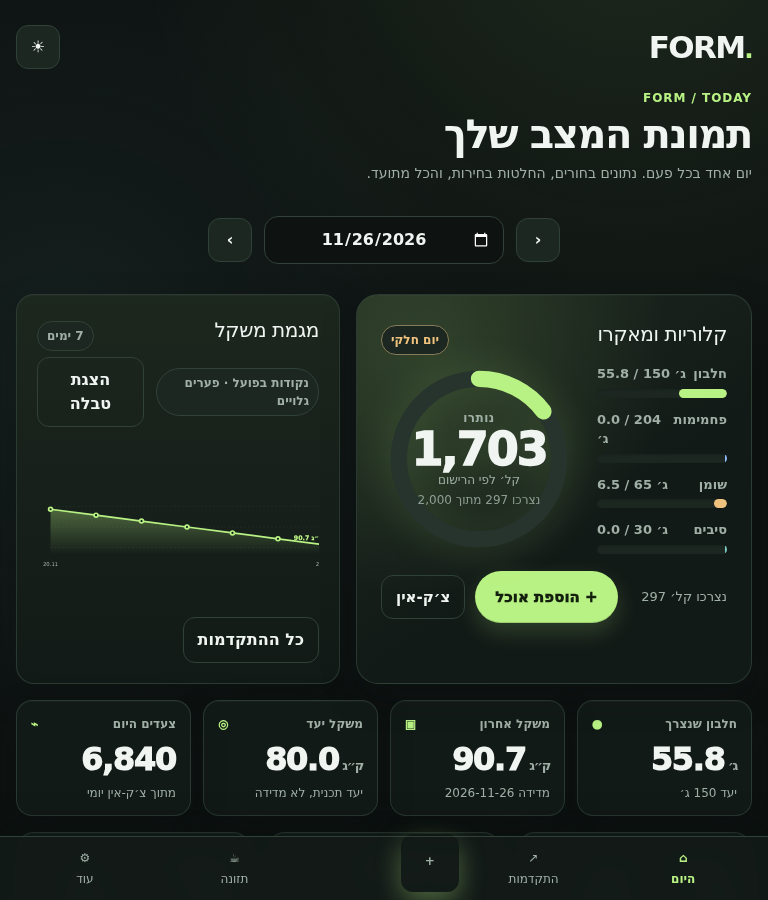 FORM.
FORM / TODAY
תמונת המצב שלך
יום אחד בכל פעם. נתונים בחורים, החלטות בחירות, והכל מתועד.
11/26/2026
קלוריות ומאקרו
יום חלקי
חלבון 55.8 / 150 ג׳
פחמימות 0.0 / 204 ג׳
שומן 6.5 / 65 ג׳
סיבים 0.0 / 30 ג׳
נותרו
1,703
קל׳ לפי הרישום
נצרכו 297 מתוך 2,000
נצרכו קל׳ 297
+ הוספת אוכל
צ׳ק-אין
מגמת משקל
7 ימים
נקודות בפועל · פערים גלויים
הצגת טבלה
90.7 ק״ג
20.11
כל ההתקדמות
חלבון שנצרך
55.8 ג׳
יעד 150 ג׳
משקל אחרון
90.7 ק״ג
מדידה 2026-11-26
משקל יעד
80.0 ק״ג
יעד תכנית, לא מדידה
צעדים היום
6,840
מתוך צ׳ק-אין יומי
היום
התקדמות
+
תזונה
עוד